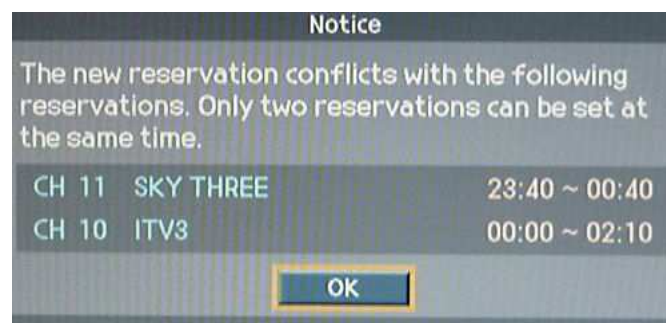 Notice
The new reservation conflicts with the following
reservations. Only two reservations can be set at
the same time.
CH 11 SKY THREE 23:40 ~ 00:40
CH 10 ITV3 00:00 ~ 02:10
OK